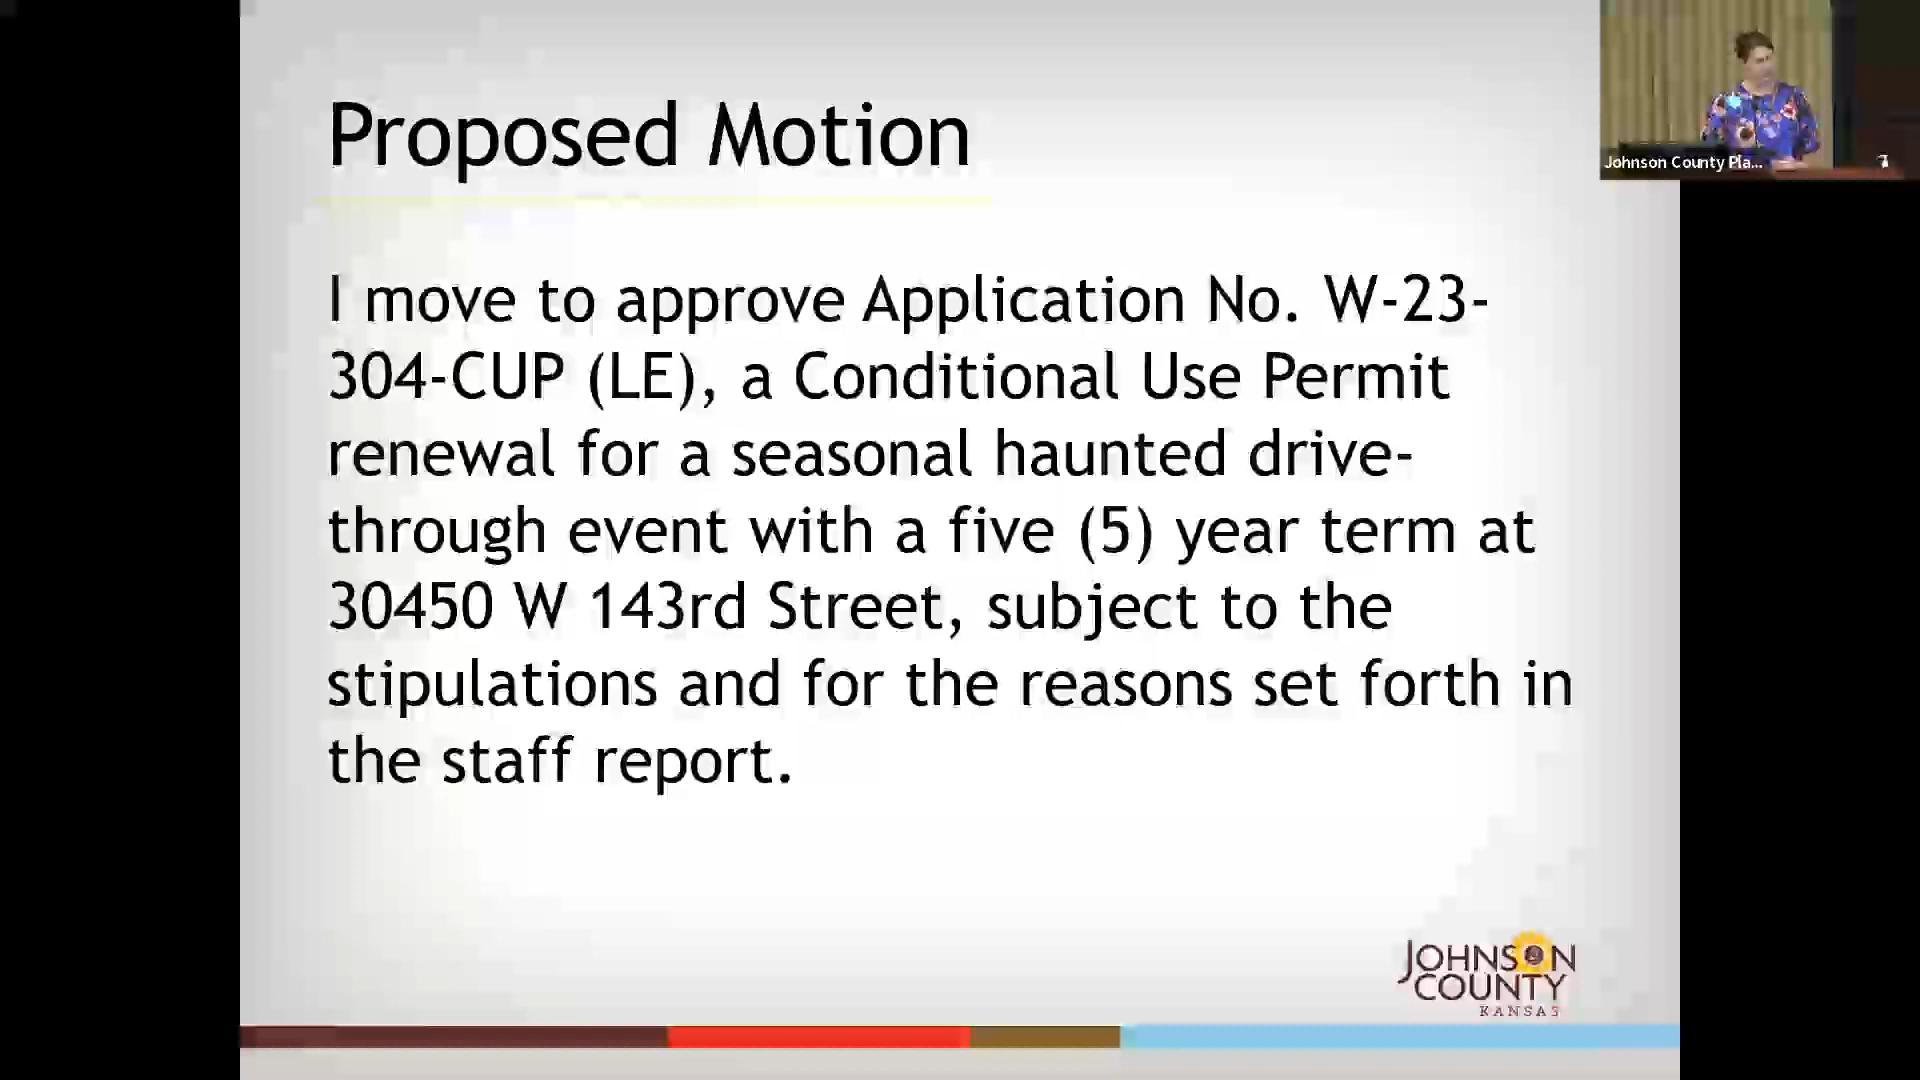 Proposed Motion
I move to approve Application No. W-23-
304-CUP (LE), a Conditional Use Permit
renewal for a seasonal haunted drive-
through event with a five (5) year term at
30450 W 143rd Street, subject to the
stipulations and for the reasons set forth in
the staff report.
Johnson County Pla...
JOHNSON
COUNTY
KANSAS